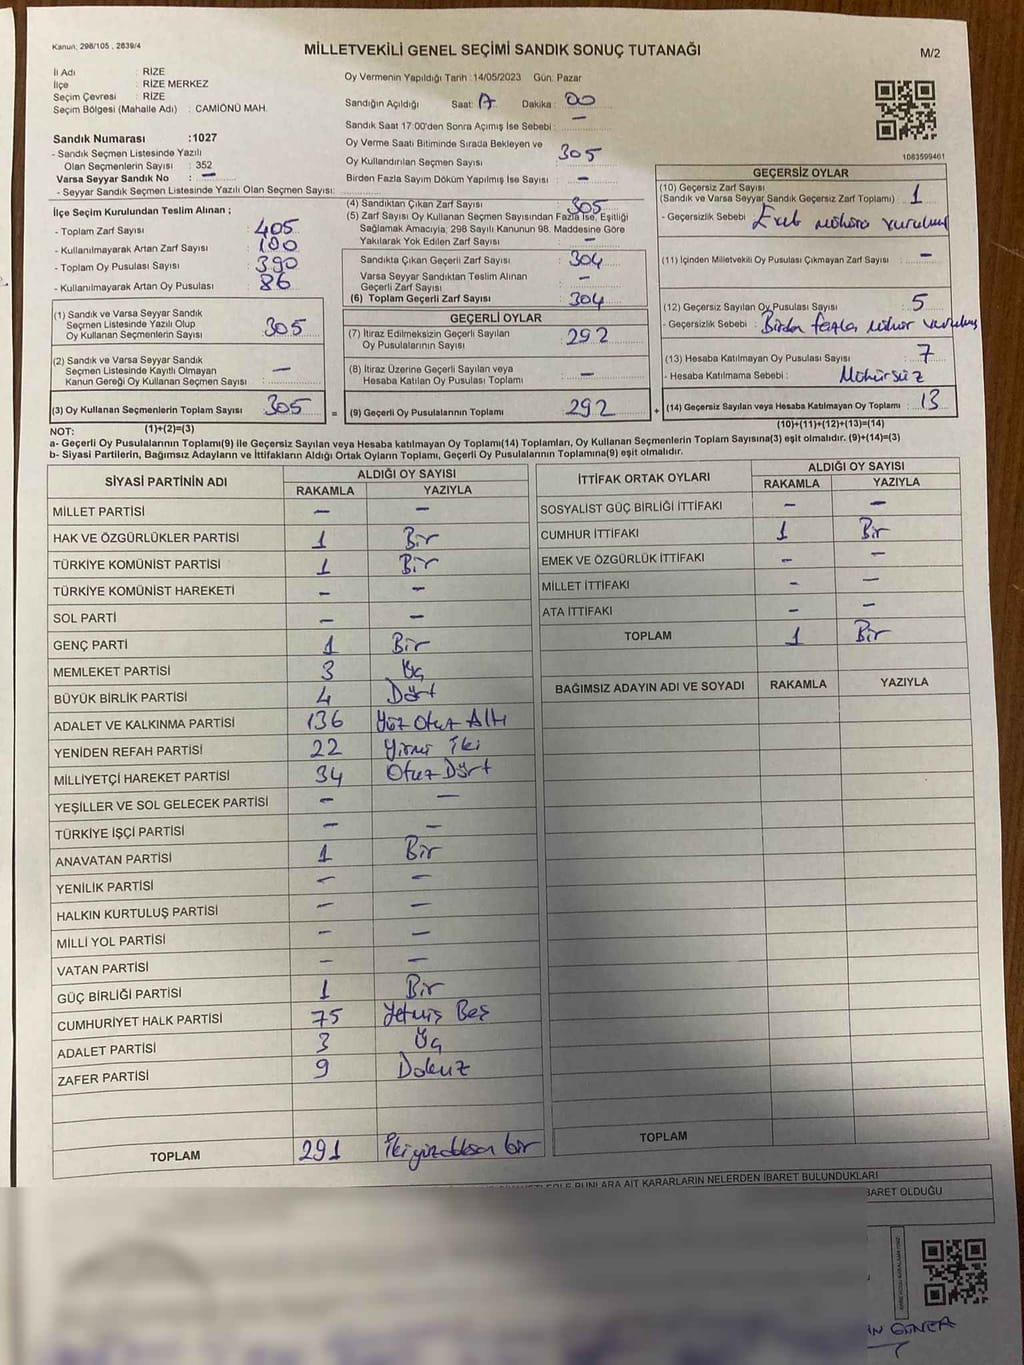 Kanun: 298/105 , 2839/4
MİLLETVEKİLİ GENEL SEÇİMİ SANDIK SONUÇ TUTANAĞI
M/2
İl Adı : RİZE
İlçe : RİZE MERKEZ
Seçim Çevresi : RİZE
Seçim Bölgesi (Mahalle Adı) : CAMİÖNÜ MAH.
Sandık Numarası :1027
- Sandık Seçmen Listesinde Yazılı
Olan Seçmenlerin Sayısı : 352
Varsa Seyyar Sandık No : –
- Seyyar Sandık Seçmen Listesinde Yazılı Olan Seçmen Sayısı:
Oy Vermenin Yapıldığı Tarih :14/05/2023 Gün: Pazar
Sandığın Açıldığı Saat: 17 Dakika : 00
Sandık Saat 17:00'den Sonra Açımış İse Sebebi : –
Oy Verme Saati Bitiminde Sırada Bekleyen ve
Oy Kullandırılan Seçmen Sayısı : 305
Birden Fazla Sayım Döküm Yapılmış İse Sayısı : –
1083599461
İlçe Seçim Kurulundan Teslim Alınan ;
- Toplam Zarf Sayısı : 405
- Kullanılmayarak Artan Zarf Sayısı : 100
- Toplam Oy Pusulası Sayısı : 390
- Kullanılmayarak Artan Oy Pusulası : 86
(1) Sandık ve Varsa Seyyar Sandık
Seçmen Listesinde Yazılı Olup
Oy Kullanan Seçmenlerin Sayısı : 305
(2) Sandık ve Varsa Seyyar Sandık
Seçmen Listesinde Kayıtlı Olmayan
Kanun Gereği Oy Kullanan Seçmen Sayısı : –
(3) Oy Kullanan Seçmenlerin Toplam Sayısı : 305 =
(4) Sandıktan Çıkan Zarf Sayısı : 305
(5) Zarf Sayısı Oy Kullanan Seçmen Sayısından Fazla İse, Eşitliği
Sağlamak Amacıyla, 298 Sayılı Kanunun 98. Maddesine Göre
Yakılarak Yok Edilen Zarf Sayısı : –
Sandıkta Çıkan Geçerli Zarf Sayısı : 304
Varsa Seyyar Sandıktan Teslim Alınan
Geçerli Zarf Sayısı : –
(6) Toplam Geçerli Zarf Sayısı : 304
GEÇERLİ OYLAR
(7) İtiraz Edilmeksizin Geçerli Sayılan
Oy Pusulalarının Sayısı : 292
(8) İtiraz Üzerine Geçerli Sayılan veya
Hesaba Katılan Oy Pusulası Toplamı : –
(9) Geçerli Oy Pusulalarının Toplamı : 292 +
GEÇERSİZ OYLAR
(10) Geçersiz Zarf Sayısı
(Sandık ve Varsa Seyyar Sandık Geçersiz Zarf Toplamı) : 1
- Geçersizlik Sebebi : Evet mührü vurulmuş
(11) İçinden Milletvekili Oy Pusulası Çıkmayan Zarf Sayısı : –
(12) Geçersiz Sayılan Oy Pusulası Sayısı : 5
- Geçersizlik Sebebi : Birden fazla mühür vurulmuş
(13) Hesaba Katılmayan Oy Pusulası Sayısı : 7
- Hesaba Katılmama Sebebi : Mühürsüz
(14) Geçersiz Sayılan veya Hesaba Katılmayan Oy Toplamı : 13
NOT: (1)+(2)=(3)
(10)+(11)+(12)+(13)=(14)
a- Geçerli Oy Pusulalarının Toplamı(9) ile Geçersiz Sayılan veya Hesaba katılmayan Oy Toplamı(14) Toplamları, Oy Kullanan Seçmenlerin Toplam Sayısına(3) eşit olmalıdır. (9)+(14)=(3)
b- Siyasi Partilerin, Bağımsız Adayların ve İttifakların Aldığı Ortak Oyların Toplamı, Geçerli Oy Pusulalarının Toplamına(9) eşit olmalıdır.
SİYASİ PARTİNİN ADI ALDIĞI OY SAYISI
RAKAMLA YAZIYLA
MİLLET PARTİSİ – –
HAK VE ÖZGÜRLÜKLER PARTİSİ 1 Bir
TÜRKİYE KOMÜNİST PARTİSİ 1 Bir
TÜRKİYE KOMÜNİST HAREKETİ – –
SOL PARTİ – –
GENÇ PARTİ 1 Bir
MEMLEKET PARTİSİ 3 Üç
BÜYÜK BİRLİK PARTİSİ 4 Dört
ADALET VE KALKINMA PARTİSİ 136 Yüz Otuz Altı
YENİDEN REFAH PARTİSİ 22 Yirmi İki
MİLLİYETÇİ HAREKET PARTİSİ 34 Otuz Dört
YEŞİLLER VE SOL GELECEK PARTİSİ – –
TÜRKİYE İŞÇİ PARTİSİ – –
ANAVATAN PARTİSİ 1 Bir
YENİLİK PARTİSİ – –
HALKIN KURTULUŞ PARTİSİ – –
MİLLİ YOL PARTİSİ – –
VATAN PARTİSİ – –
GÜÇ BİRLİĞİ PARTİSİ 1 Bir
CUMHURİYET HALK PARTİSİ 75 Yetmiş Beş
ADALET PARTİSİ 3 Üç
ZAFER PARTİSİ 9 Dokuz
TOPLAM 291 İkiyüzdoksan bir
İTTİFAK ORTAK OYLARI ALDIĞI OY SAYISI
RAKAMLA YAZIYLA
SOSYALİST GÜÇ BİRLİĞİ İTTİFAKI – –
CUMHUR İTTİFAKI 1 Bir
EMEK VE ÖZGÜRLÜK İTTİFAKI – –
MİLLET İTTİFAKI – –
ATA İTTİFAKI – –
TOPLAM 1 Bir
BAĞIMSIZ ADAYIN ADI VE SOYADI RAKAMLA YAZIYLA
TOPLAM
BUNLARA AİT KARARLARIN NELERDEN İBARET BULUNDUKLARI
İBARET OLDUĞU